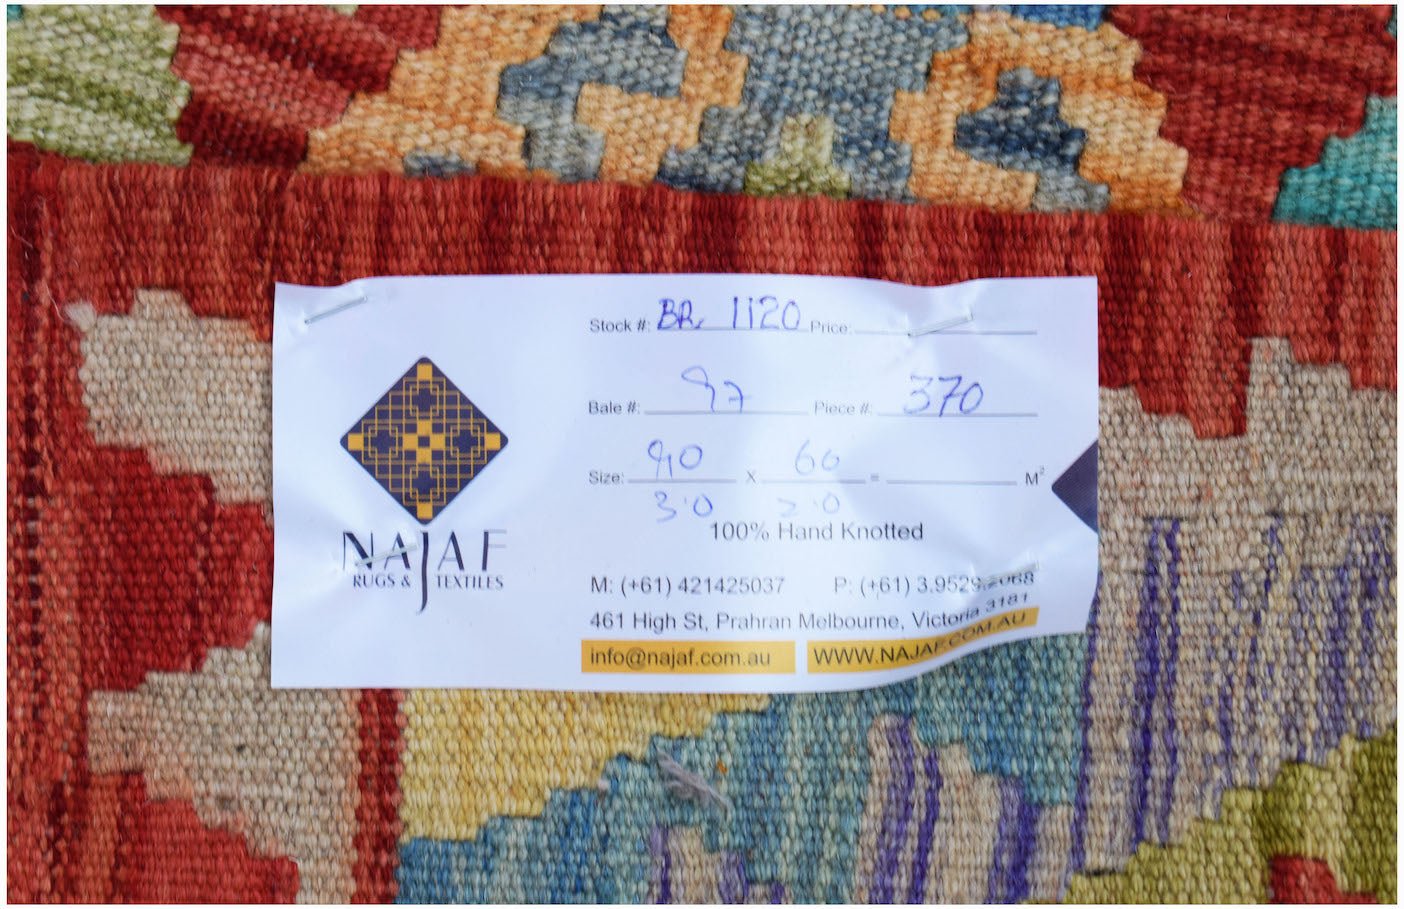 NAJAF
RUGS & TEXTILES
Stock #: BR. 1120 Price:
Bale #: 97 Piece #: 370
Size: 90 X 60 = M²
3.0 2.0
100% Hand Knotted
M: (+61) 421425037 P: (+61) 3.9529.2068
461 High St, Prahran Melbourne, Victoria 3181
info@najaf.com.au WWW.NAJAF.COM.AU